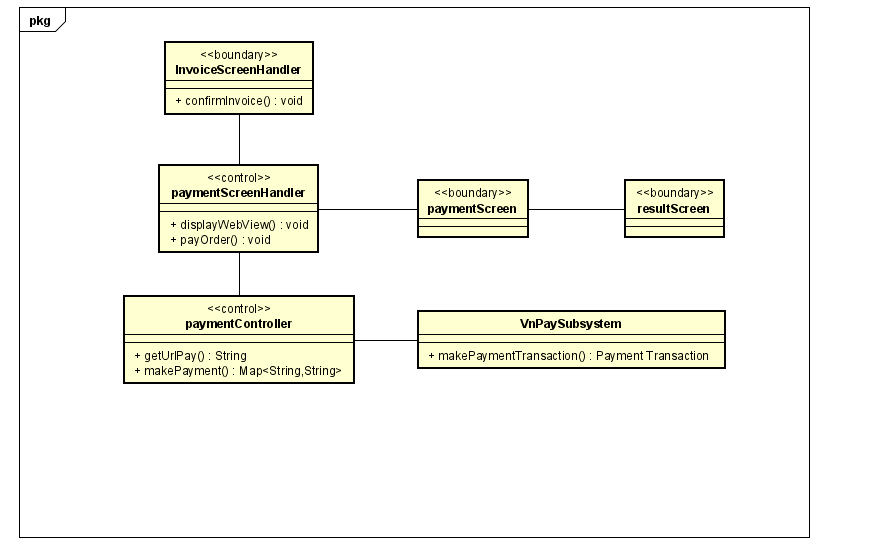 pkg
<<boundary>>
InvoiceScreenHandler
+ confirmInvoice() : void
<<control>>
paymentScreenHandler
+ displayWebView() : void
+ payOrder() : void
<<boundary>>
paymentScreen
<<boundary>>
resultScreen
<<control>>
paymentController
+ getUrlPay() : String
+ makePayment() : Map<String,String>
VnPaySubsystem
+ makePaymentTransaction() : Payment Transaction